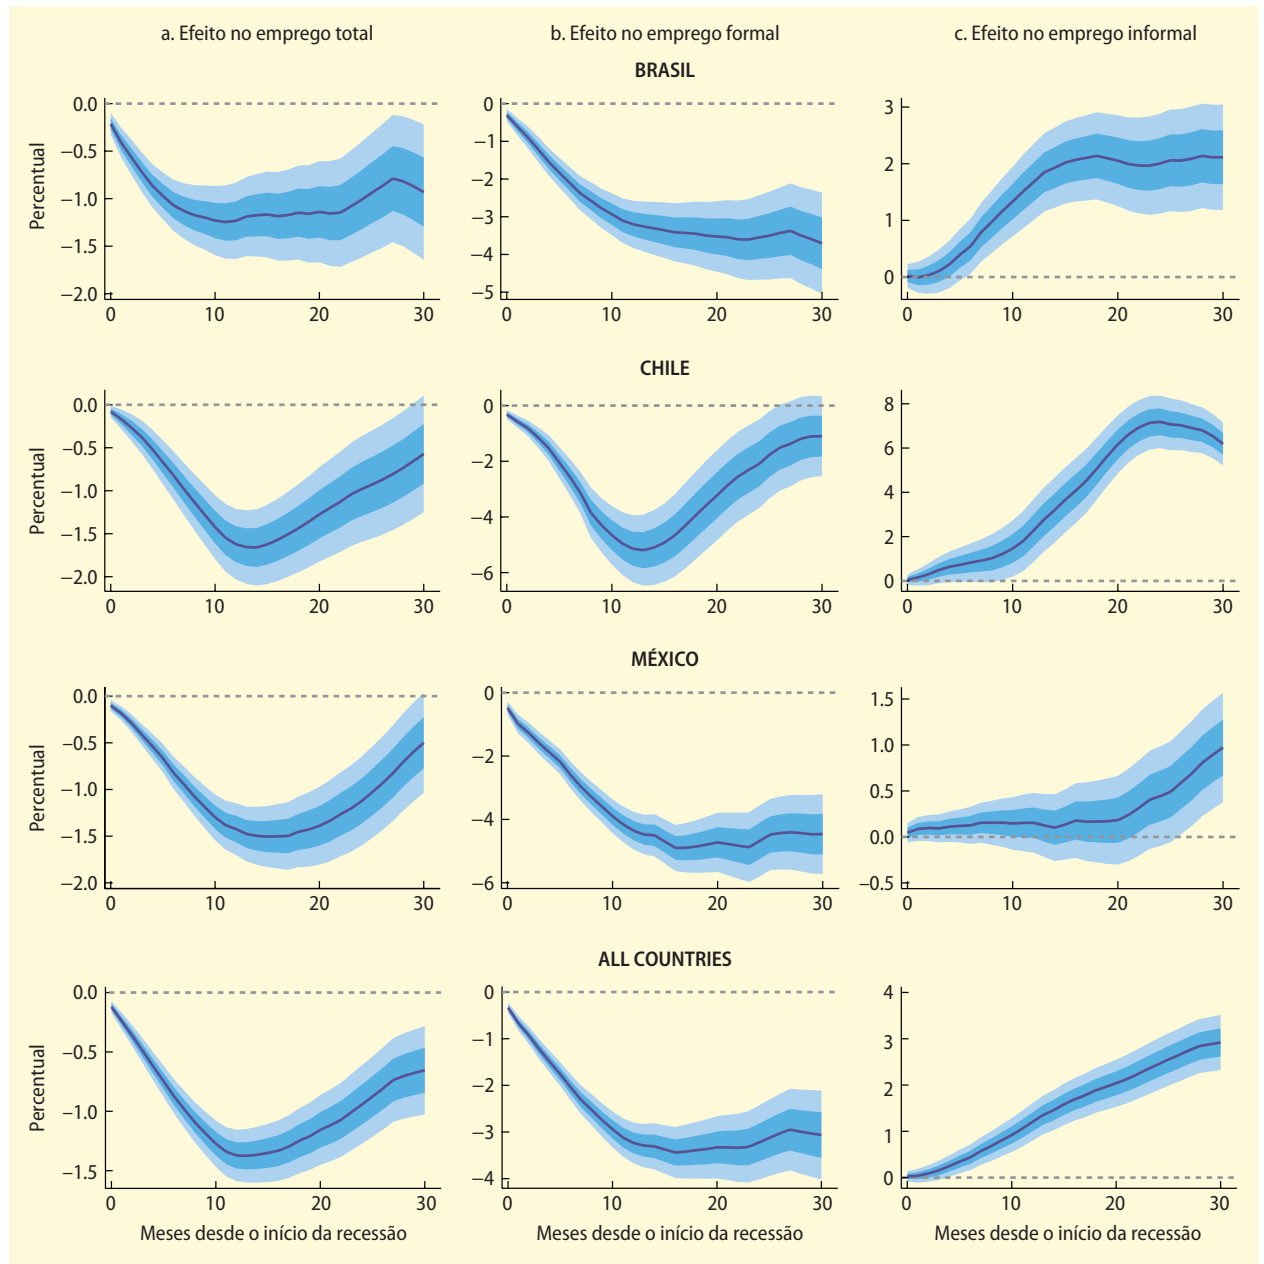 a. Efeito no emprego total b. Efeito no emprego formal c. Efeito no emprego informal
BRASIL
Percentual
0.0
−0.5
−1.0
−1.5
−2.0
0 10 20 30
0
−1
−2
−3
−4
−5
0 10 20 30
3
2
1
0
0 10 20 30
CHILE
Percentual
0.0
−0.5
−1.0
−1.5
−2.0
0 10 20 30
0
−2
−4
−6
0 10 20 30
8
6
4
2
0
0 10 20 30
MÉXICO
Percentual
0.0
−0.5
−1.0
−1.5
−2.0
0 10 20 30
0
−2
−4
−6
0 10 20 30
1.5
1.0
0.5
0.0
−0.5
0 10 20 30
ALL COUNTRIES
Percentual
0.0
−0.5
−1.0
−1.5
0 10 20 30
Meses desde o início da recessão
0
−1
−2
−3
−4
0 10 20 30
Meses desde o início da recessão
4
3
2
1
0
0 10 20 30
Meses desde o início da recessão